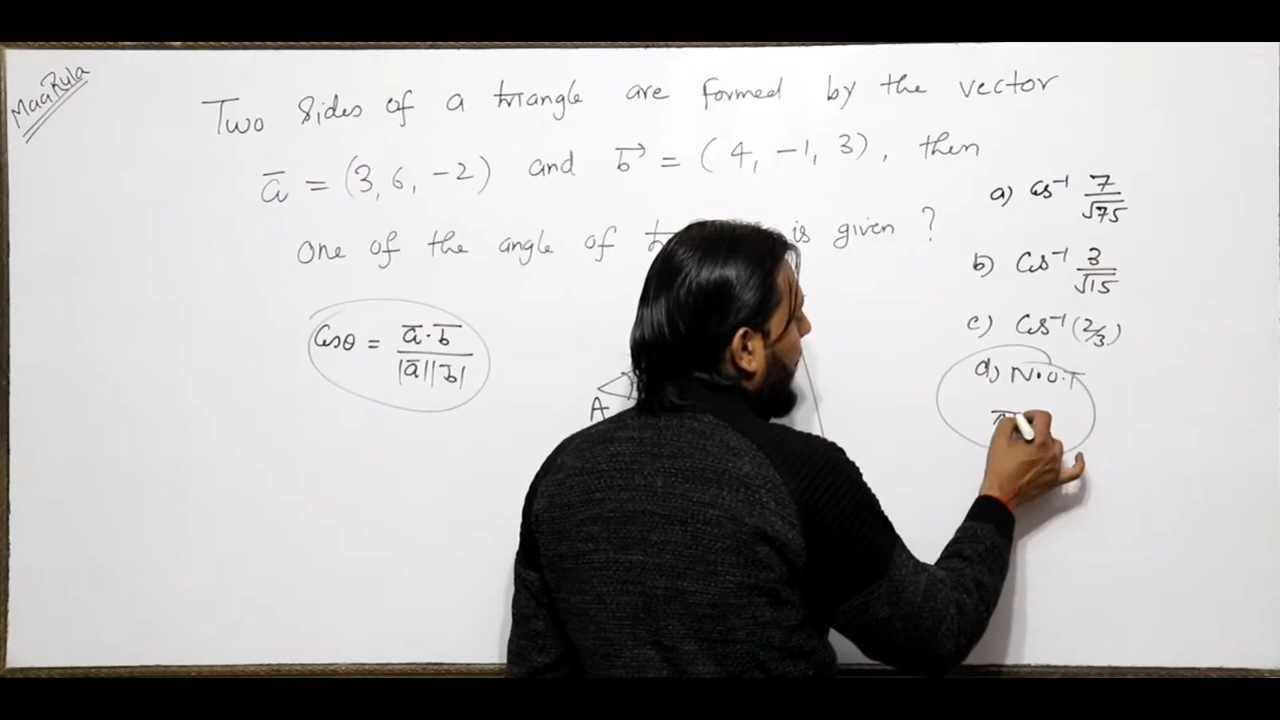 MaaRula
Two sides of a triangle are formed by the vector
a̅ = (3, 6, -2) and b⃗ = (4, -1, 3), then
One of the angle of is given ?
a) Cos⁻¹ 7/√75
b) Cos⁻¹ 3/√15
c) Cos⁻¹ (2/3)
d) N.O.T
Cosθ = a̅·b̅ / |a̅||b̅|
A